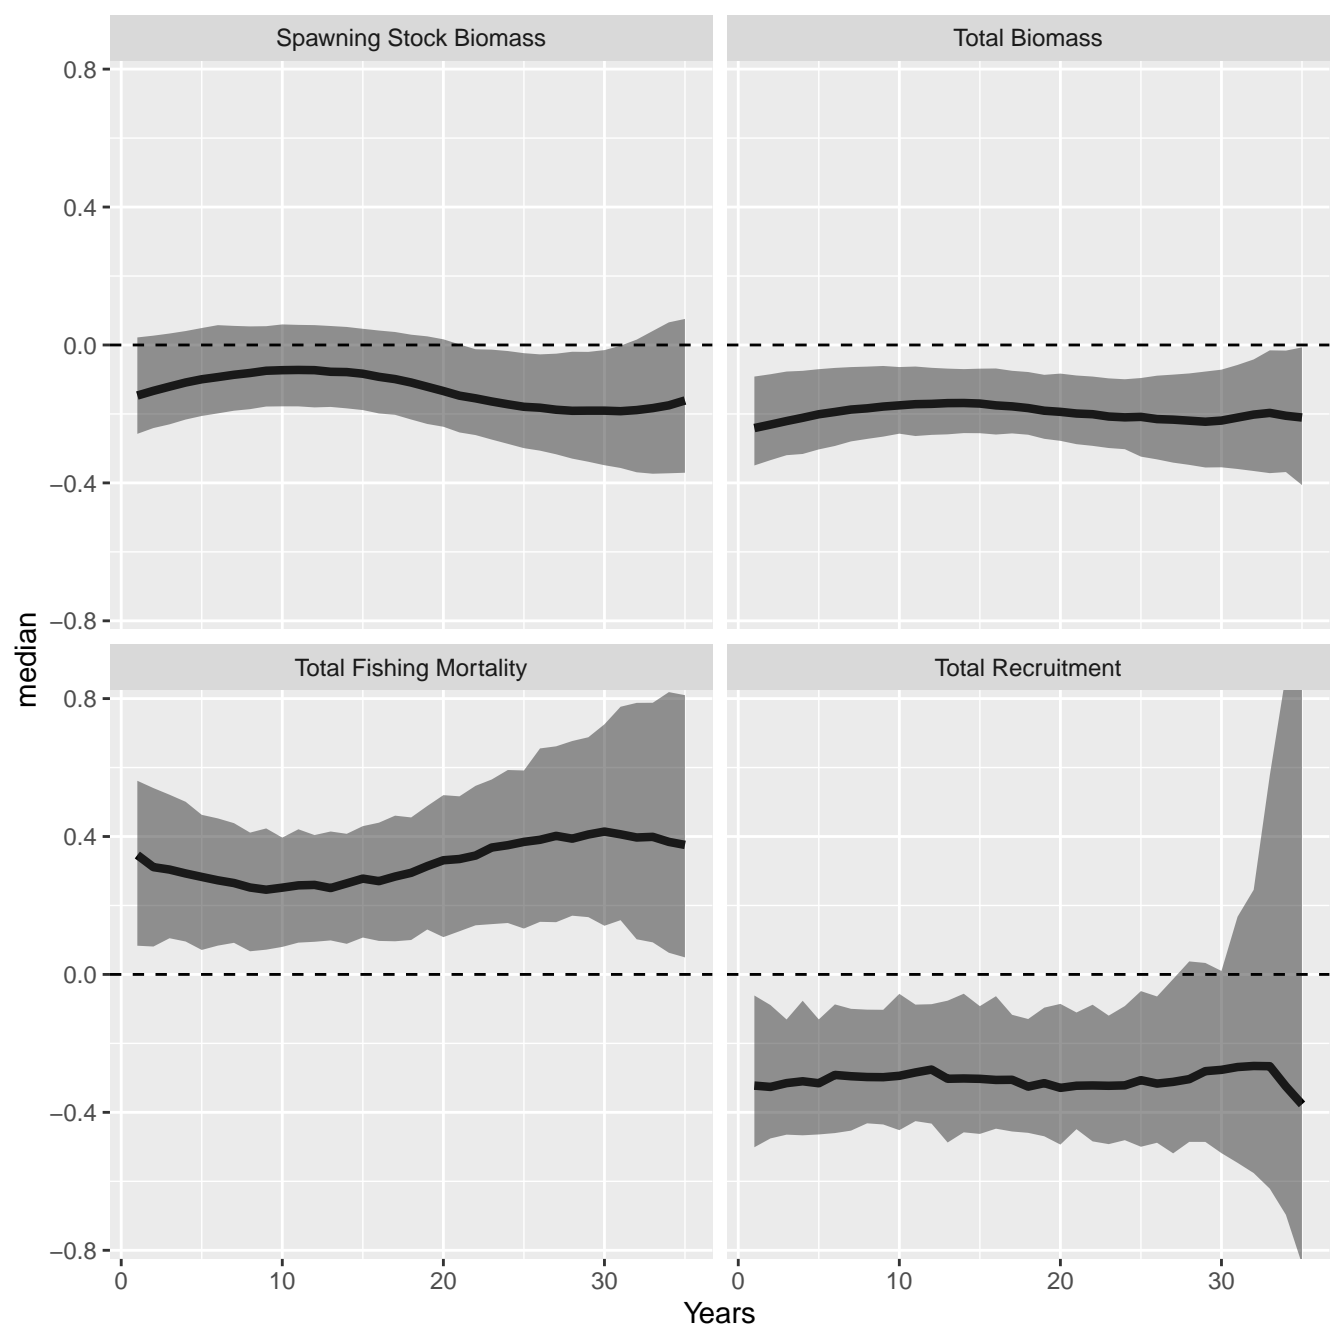 Spawning Stock Biomass
Total Biomass
0.8
0.4
0.0
−0.4
−0.8
median
Total Fishing Mortality
Total Recruitment
0.8
0.4
0.0
−0.4
−0.8
0 10 20 30
0 10 20 30
Years